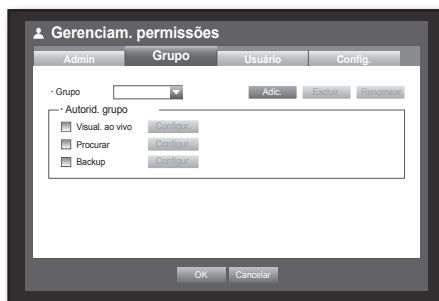 Gerenciam. permissões
Admin Grupo Usuário Config.
· Grupo Adic. Excluir Renomear
· Autorid. grupo
Visual. ao vivo Configur.
Procurar Configur.
Backup Configur.
OK Cancelar